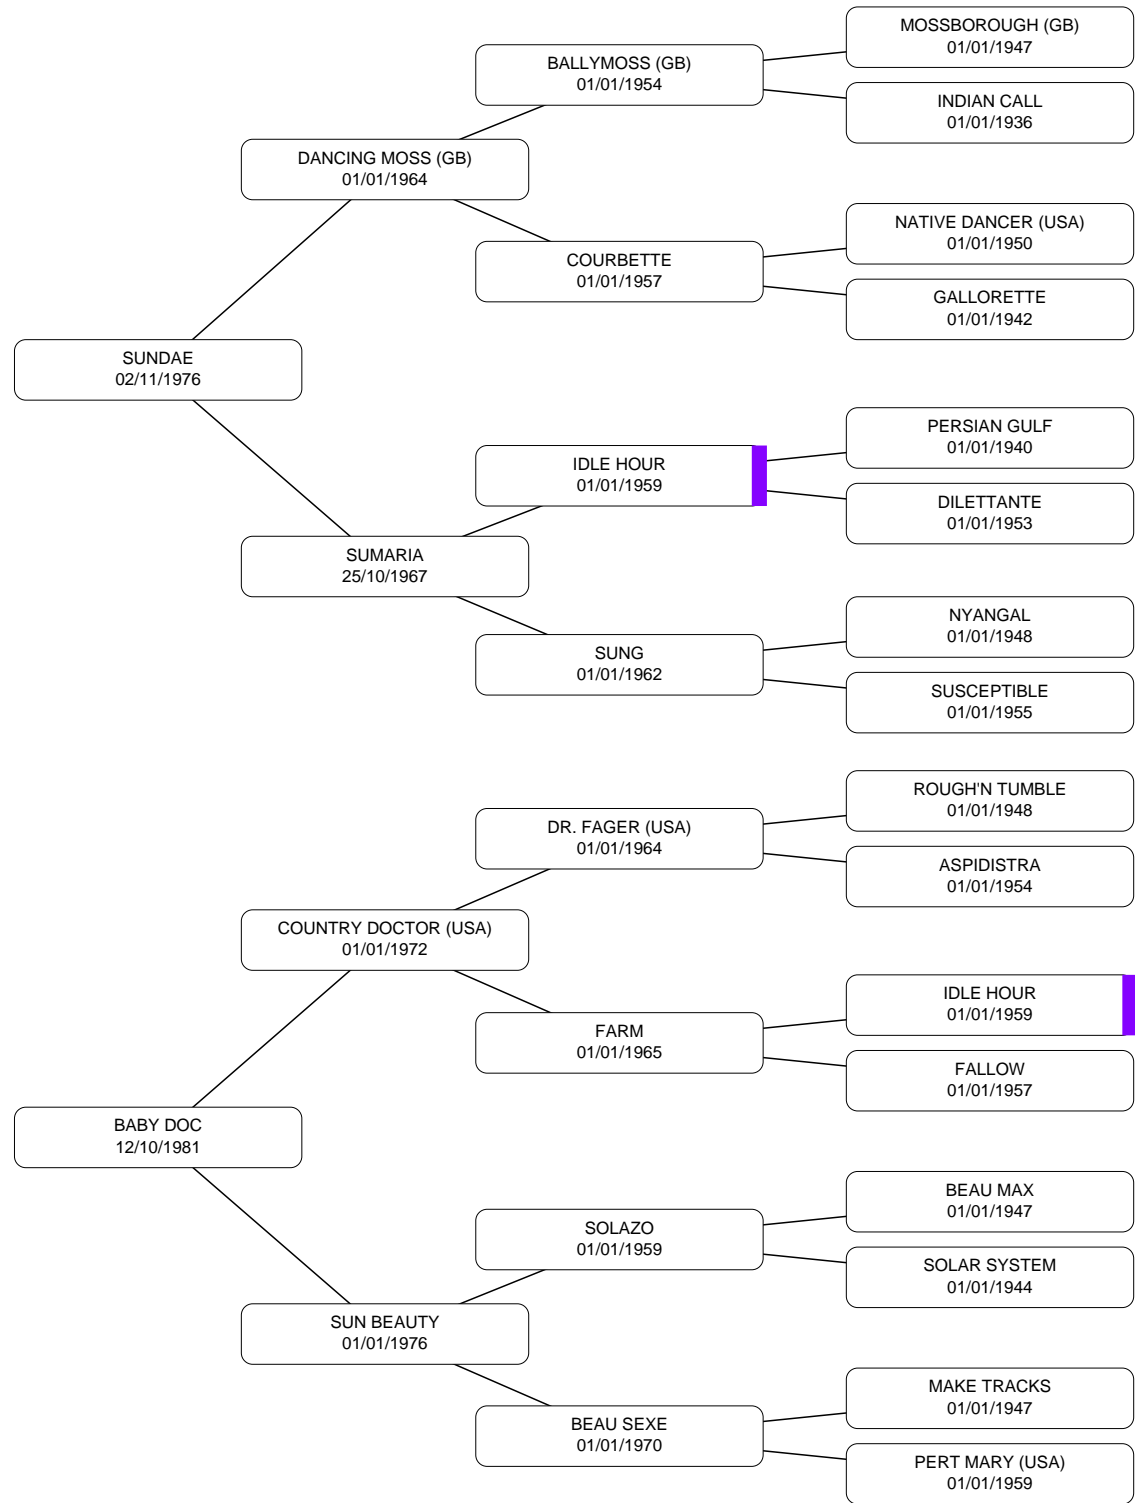 MOSSBOROUGH (GB)
01/01/1947
BALLYMOSS (GB)
01/01/1954
INDIAN CALL
01/01/1936
DANCING MOSS (GB)
01/01/1964
NATIVE DANCER (USA)
01/01/1950
COURBETTE
01/01/1957
GALLORETTE
01/01/1942
SUNDAE
02/11/1976
PERSIAN GULF
01/01/1940
IDLE HOUR
01/01/1959
DILETTANTE
01/01/1953
SUMARIA
25/10/1967
NYANGAL
01/01/1948
SUNG
01/01/1962
SUSCEPTIBLE
01/01/1955
ROUGH'N TUMBLE
01/01/1948
DR. FAGER (USA)
01/01/1964
ASPIDISTRA
01/01/1954
COUNTRY DOCTOR (USA)
01/01/1972
IDLE HOUR
01/01/1959
FARM
01/01/1965
FALLOW
01/01/1957
BABY DOC
12/10/1981
BEAU MAX
01/01/1947
SOLAZO
01/01/1959
SOLAR SYSTEM
01/01/1944
SUN BEAUTY
01/01/1976
MAKE TRACKS
01/01/1947
BEAU SEXE
01/01/1970
PERT MARY (USA)
01/01/1959